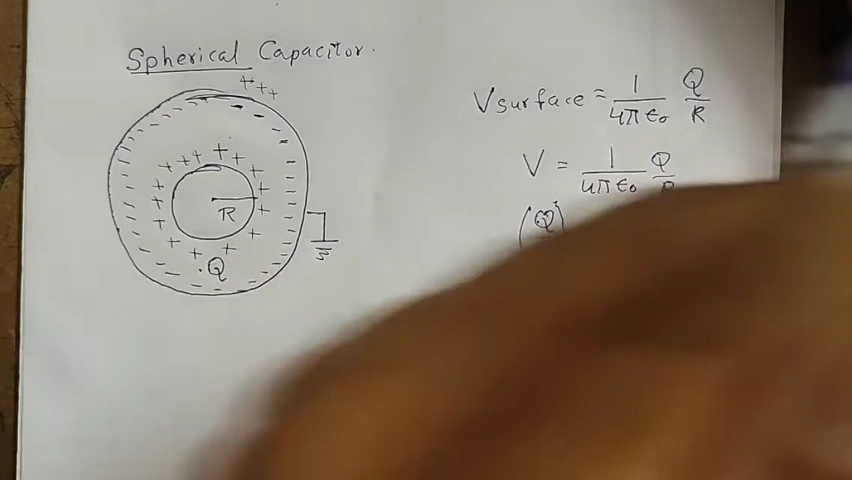 Spherical Capacitor.
+ + +
- - - - - - - -
+ + + + + + + + + + + + + + +
R
Q
Vsurface = 1/4πϵ₀ Q/R
V = 1/4πϵ₀ Q/R
(Q)